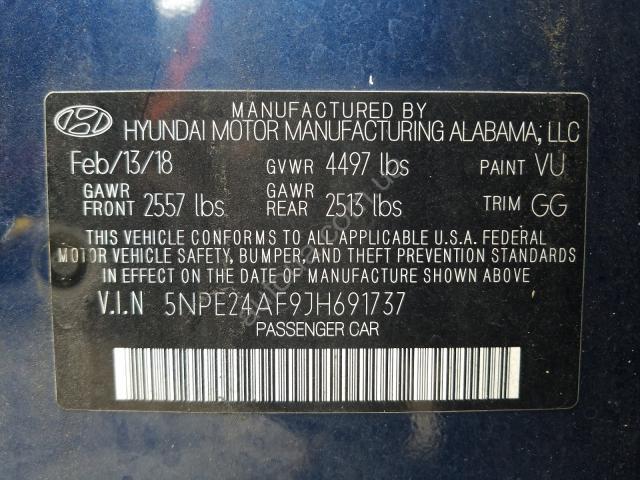 MANUFACTURED BY
HYUNDAI MOTOR MANUFACTURING ALABAMA, LLC
Feb/13/18 GVWR 4497 lbs PAINT VU
GAWR FRONT 2557 lbs GAWR REAR 2513 lbs TRIM GG
THIS VEHICLE CONFORMS TO ALL APPLICABLE U.S.A. FEDERAL
MOTOR VEHICLE SAFETY, BUMPER, AND THEFT PREVENTION STANDARDS
IN EFFECT ON THE DATE OF MANUFACTURE SHOWN ABOVE.
V.I.N 5NPE24AF9JH691737
PASSENGER CAR